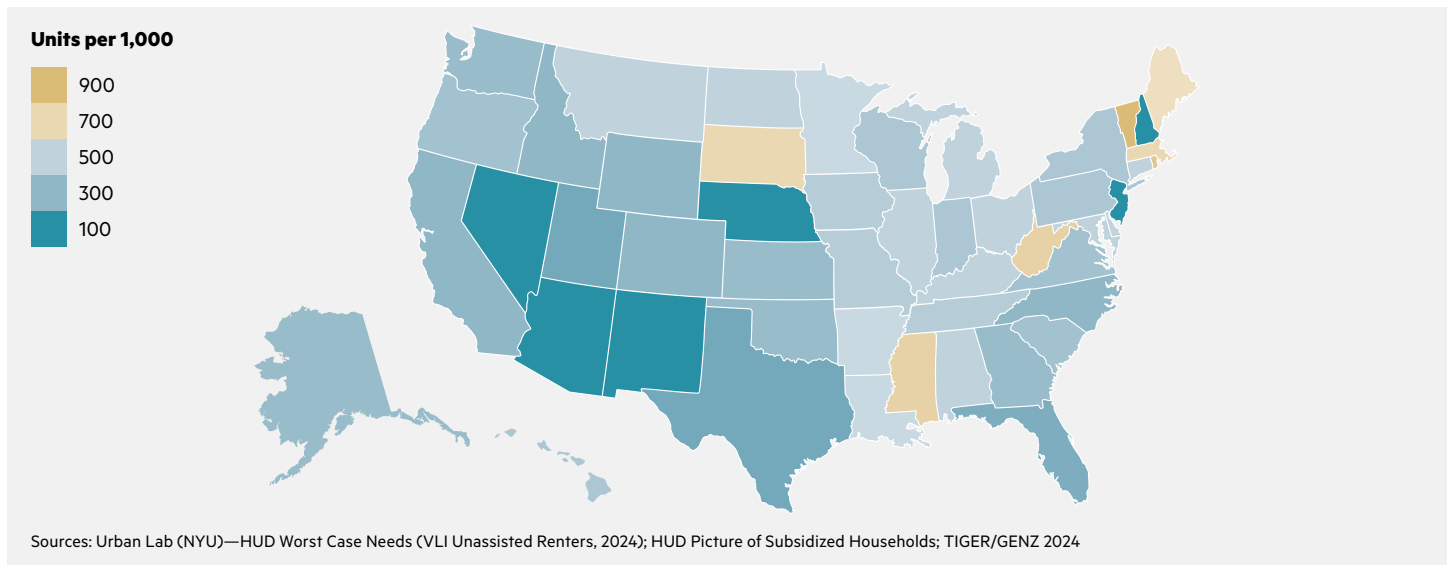 Units per 1,000
900
700
500
300
100
Sources: Urban Lab (NYU)—HUD Worst Case Needs (VLI Unassisted Renters, 2024); HUD Picture of Subsidized Households; TIGER/GENZ 2024